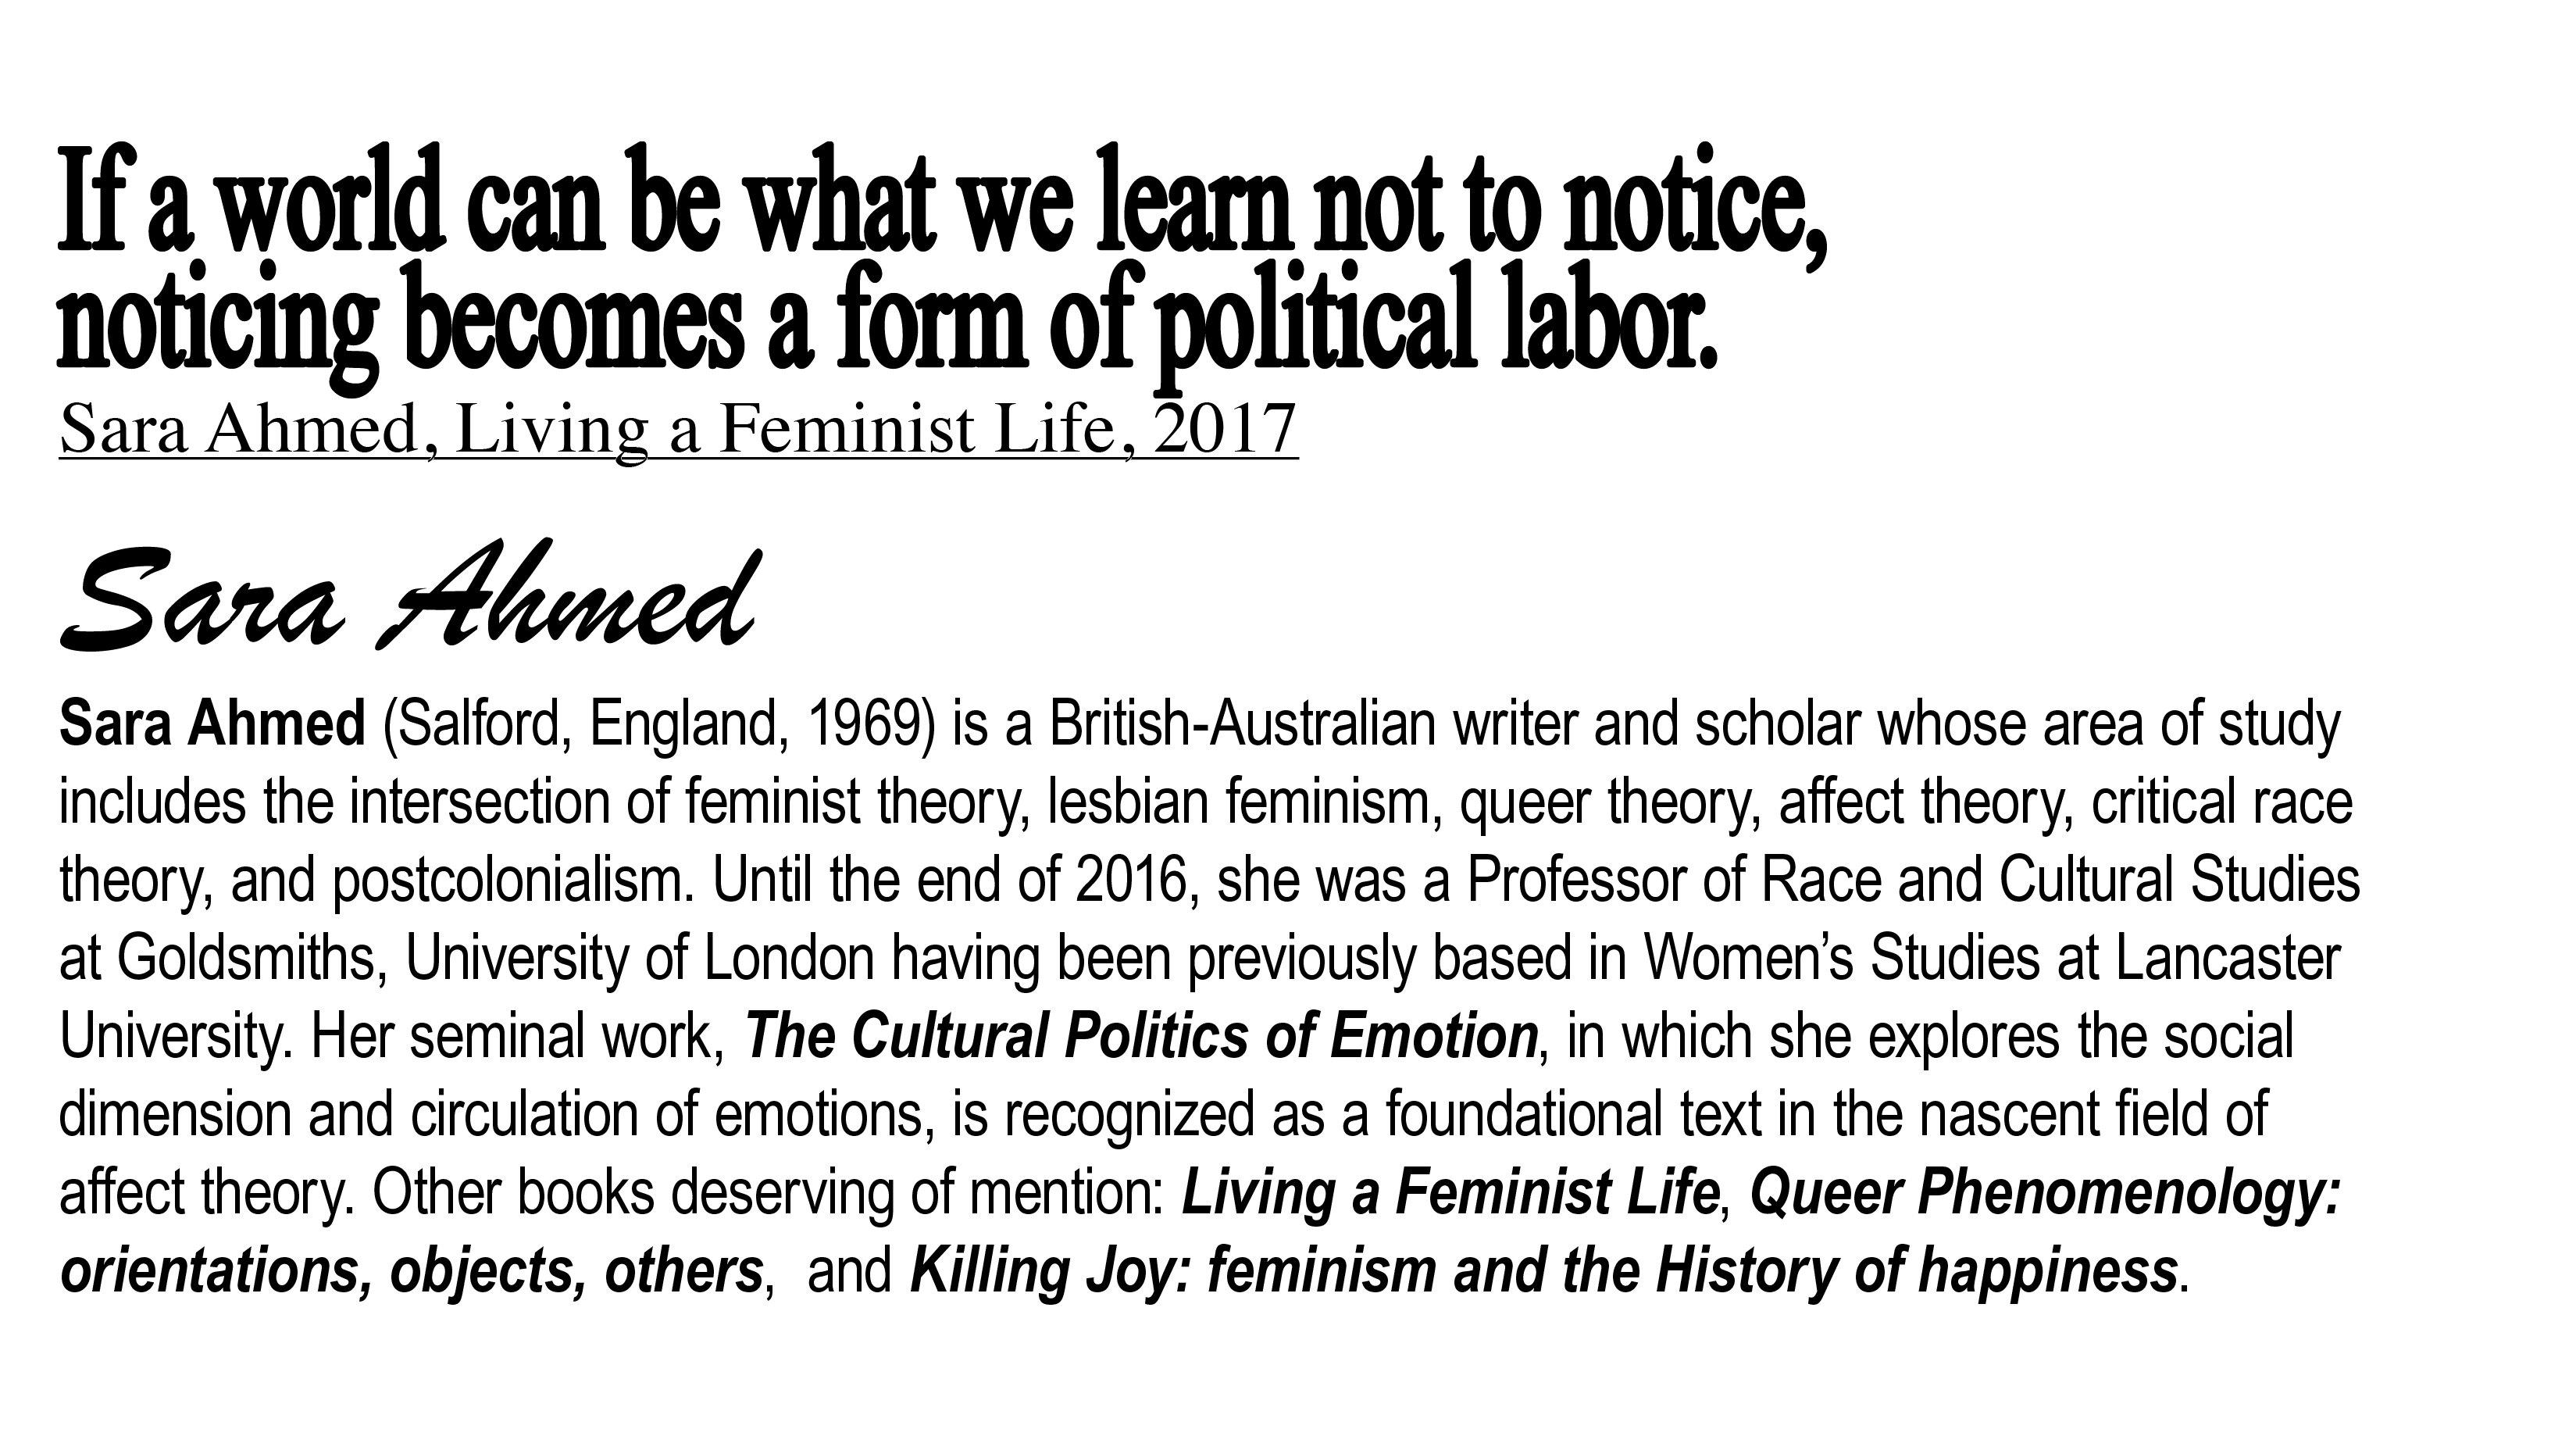 If a world can be what we learn not to notice,
noticing becomes a form of political labor.
Sara Ahmed, Living a Feminist Life, 2017
Sara Ahmed
Sara Ahmed (Salford, England, 1969) is a British-Australian writer and scholar whose area of study
includes the intersection of feminist theory, lesbian feminism, queer theory, affect theory, critical race
theory, and postcolonialism. Until the end of 2016, she was a Professor of Race and Cultural Studies
at Goldsmiths, University of London having been previously based in Women’s Studies at Lancaster
University. Her seminal work, The Cultural Politics of Emotion, in which she explores the social
dimension and circulation of emotions, is recognized as a foundational text in the nascent field of
affect theory. Other books deserving of mention: Living a Feminist Life, Queer Phenomenology:
orientations, objects, others,  and Killing Joy: feminism and the History of happiness.